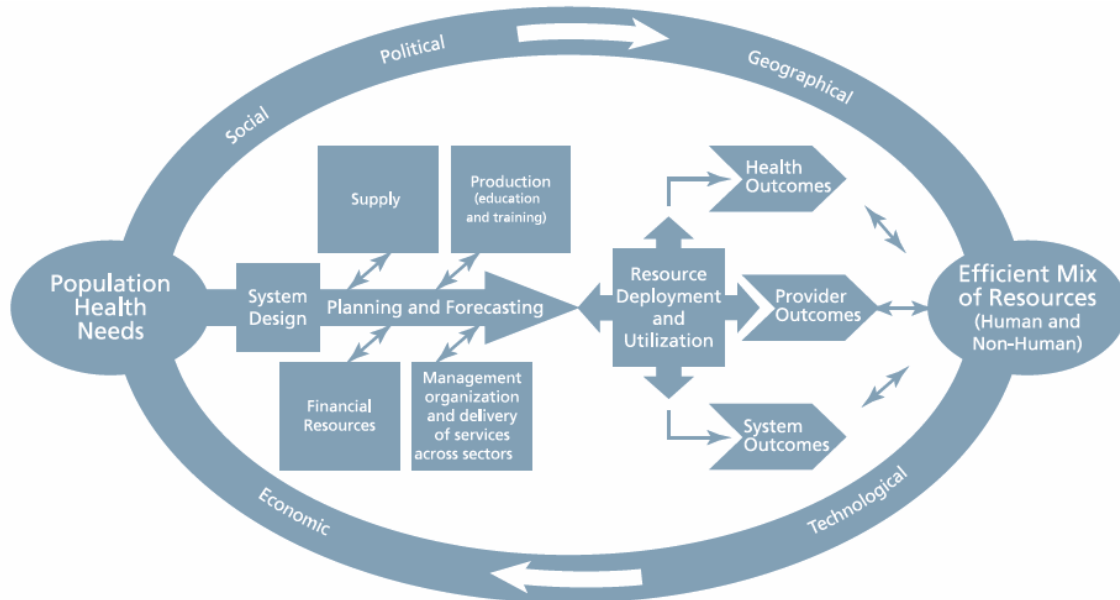 Political
Geographical
Social
Supply
Production
(education
and training)
Health
Outcomes
Population
Health
Needs
System
Design
Planning and Forecasting
Resource
Deployment
and
Utilization
Provider
Outcomes
Efficient Mix
of Resources
(Human and
Non-Human)
Financial
Resources
Management
organization
and delivery
of services
across sectors
System
Outcomes
Economic
Technological